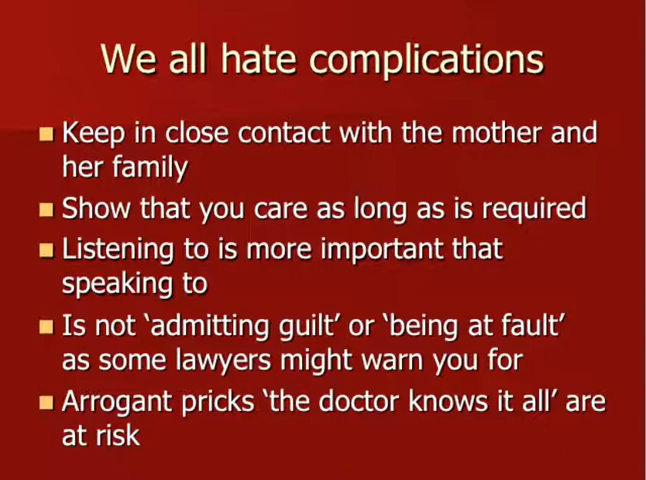 We all hate complications
Keep in close contact with the mother and
her family
Show that you care as long as is required
Listening to is more important that
speaking to
Is not ‘admitting guilt’ or ‘being at fault’
as some lawyers might warn you for
Arrogant pricks ‘the doctor knows it all’ are
at risk